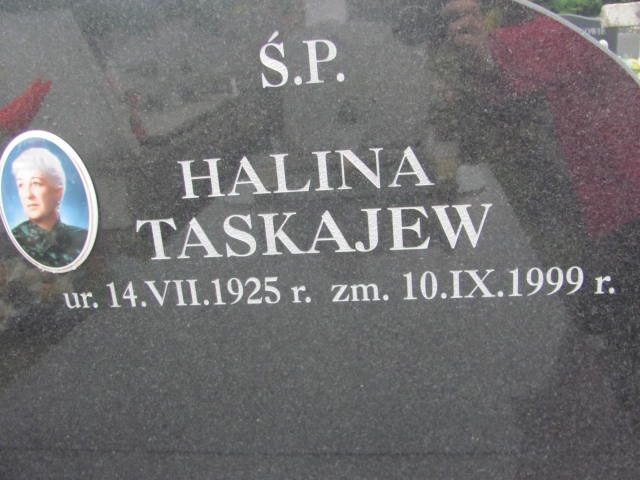 Ś.P.
HALINA
TASKAJEW
ur. 14.VII.1925 r. zm. 10.IX.1999 r.